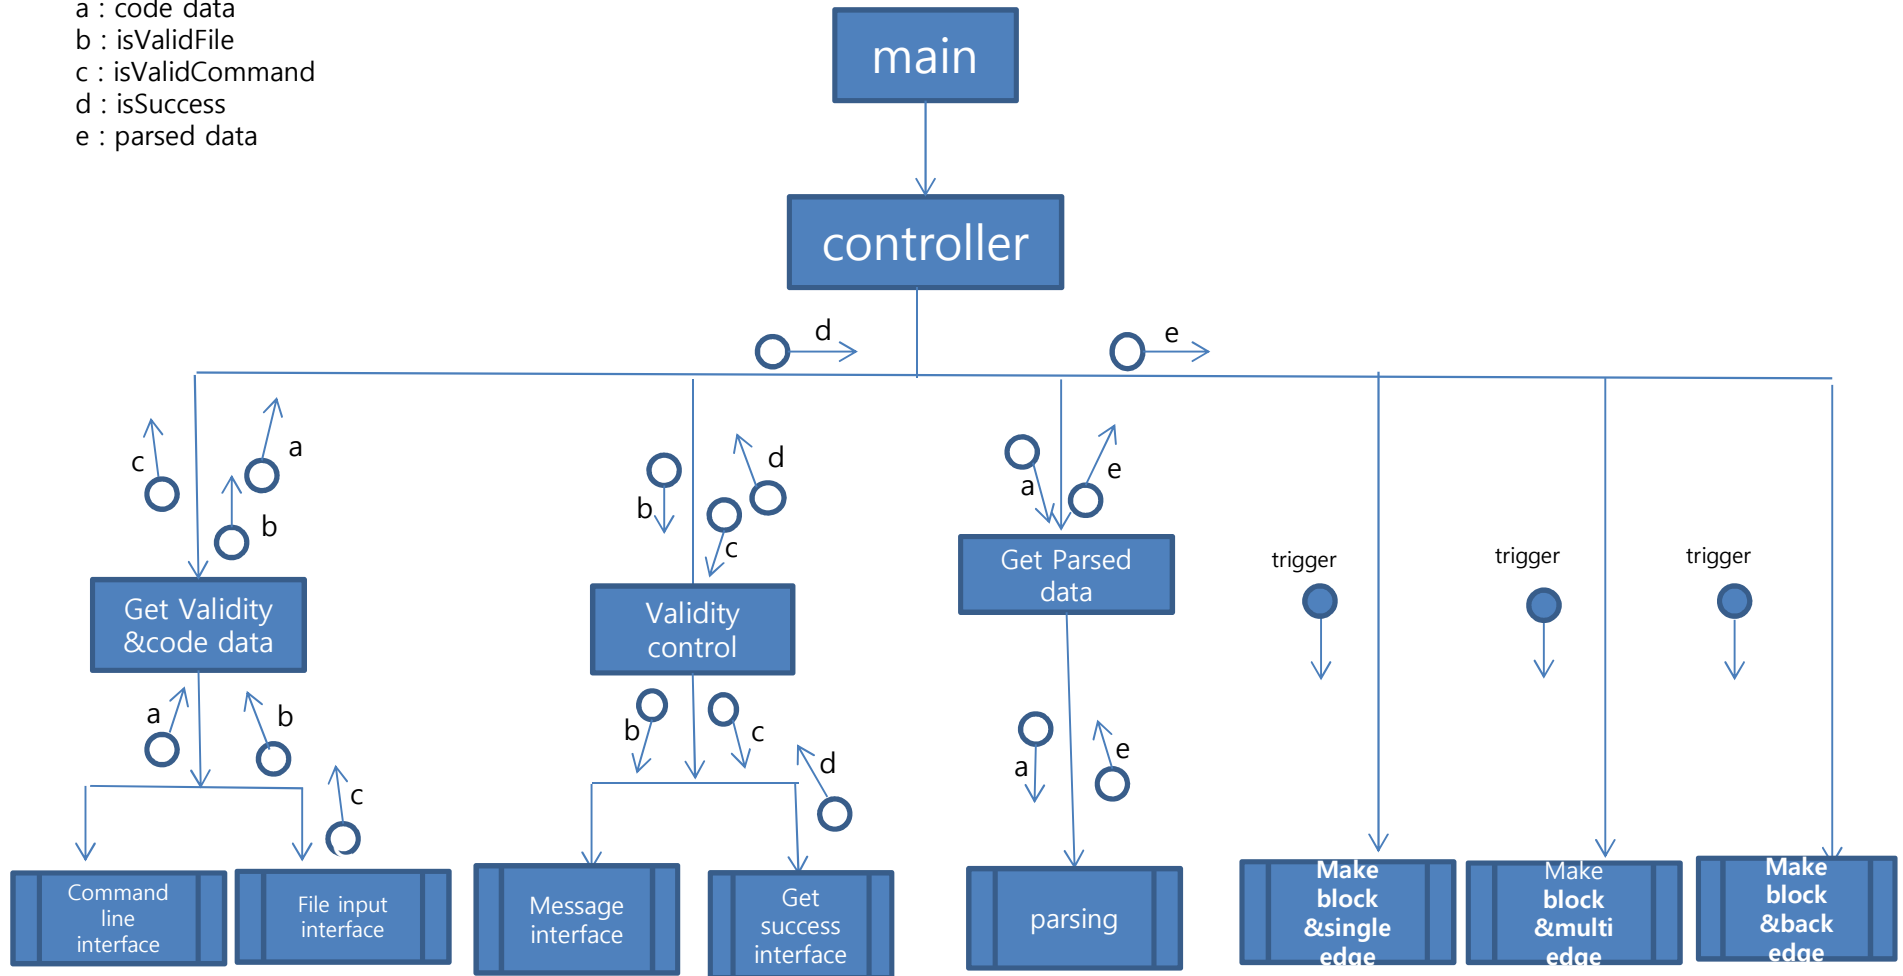 a : code data
b : isValidFile
c : isValidCommand
d : isSuccess
e : parsed data
main
controller
d
e
c
a
b
b
d
c
a
e
trigger
trigger
trigger
Get Validity
&code data
Validity
control
Get Parsed
data
a
b
c
b
c
d
a
e
Command
line
interface
File input
interface
Message
interface
Get
success
interface
parsing
Make
block
&single
edge
Make
block
&multi
edge
Make
block
&back
edge